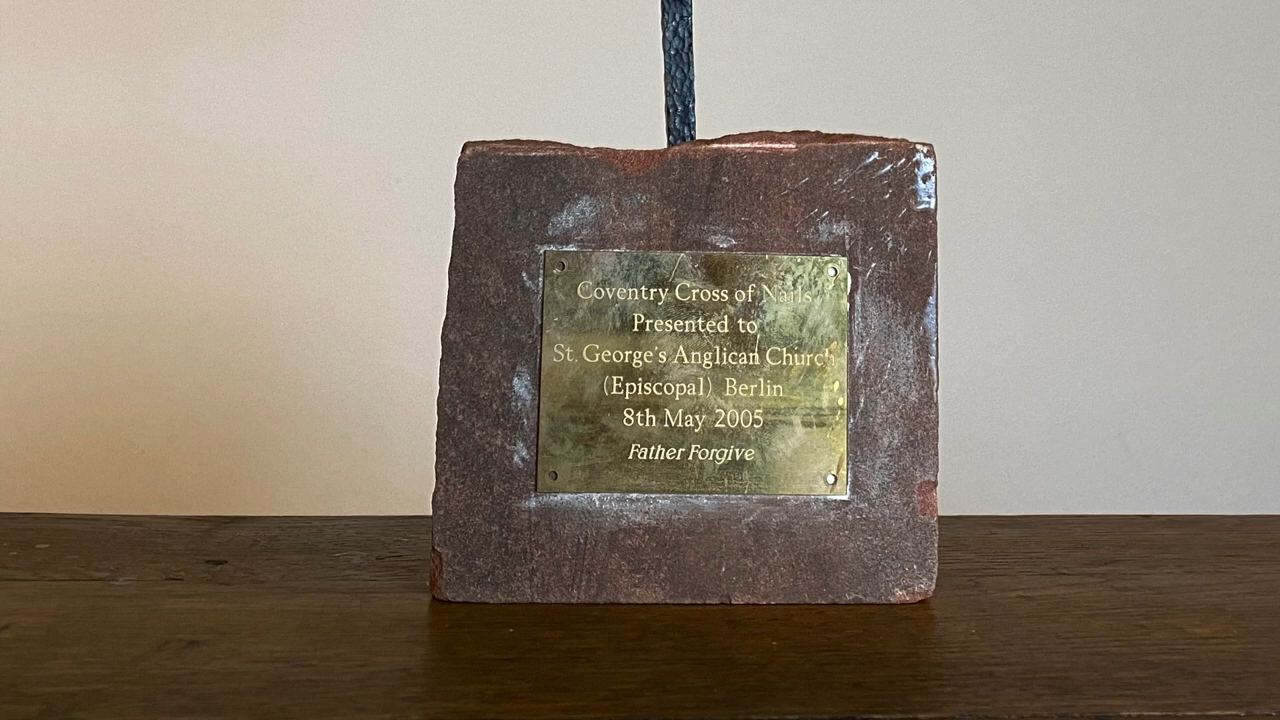 Coventry Cross of Nails
Presented to
St. George's Anglican Church
(Episcopal) Berlin
8th May 2005
Father Forgive